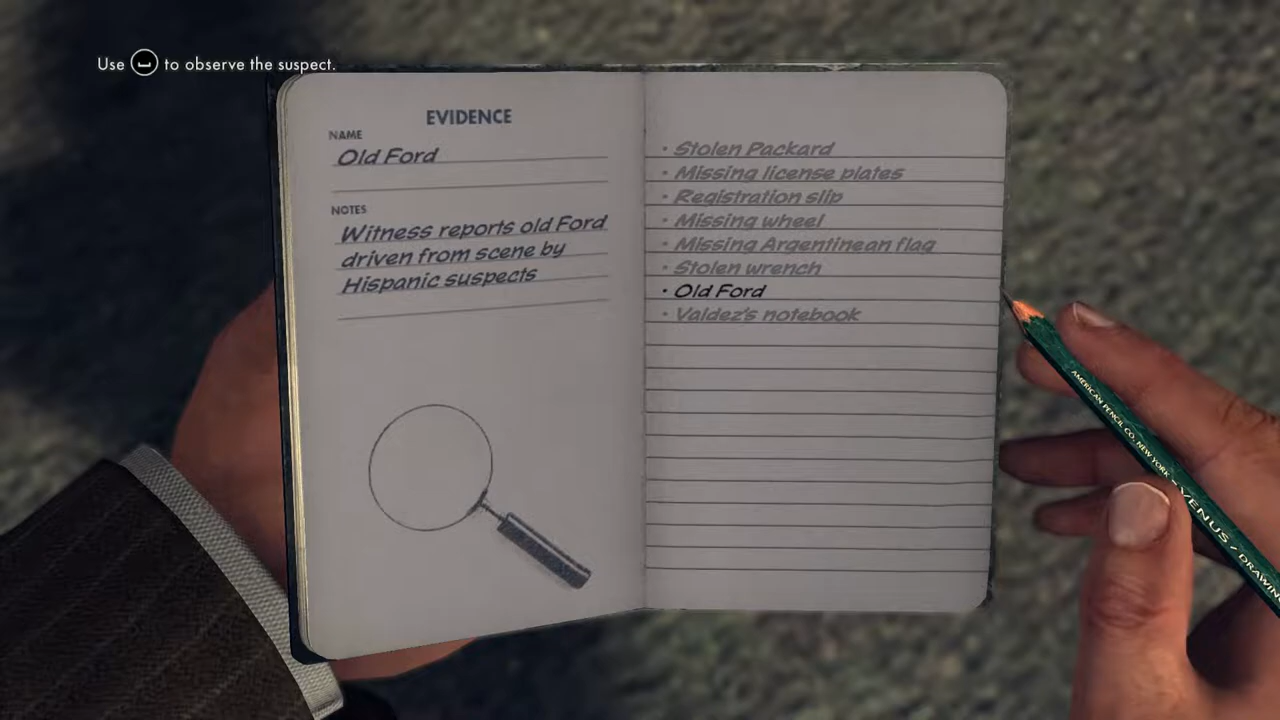 Use to observe the suspect.
EVIDENCE
NAME
Old Ford
NOTES
Witness reports old Ford
driven from scene by
Hispanic suspects
• Stolen Packard
• Missing license plates
• Registration slip
• Missing wheel
• Missing Argentinean flag
• Stolen wrench
• Old Ford
• Valdez's notebook
AMERICAN PENCIL CO. NEW YORK VENUS / DRAWING